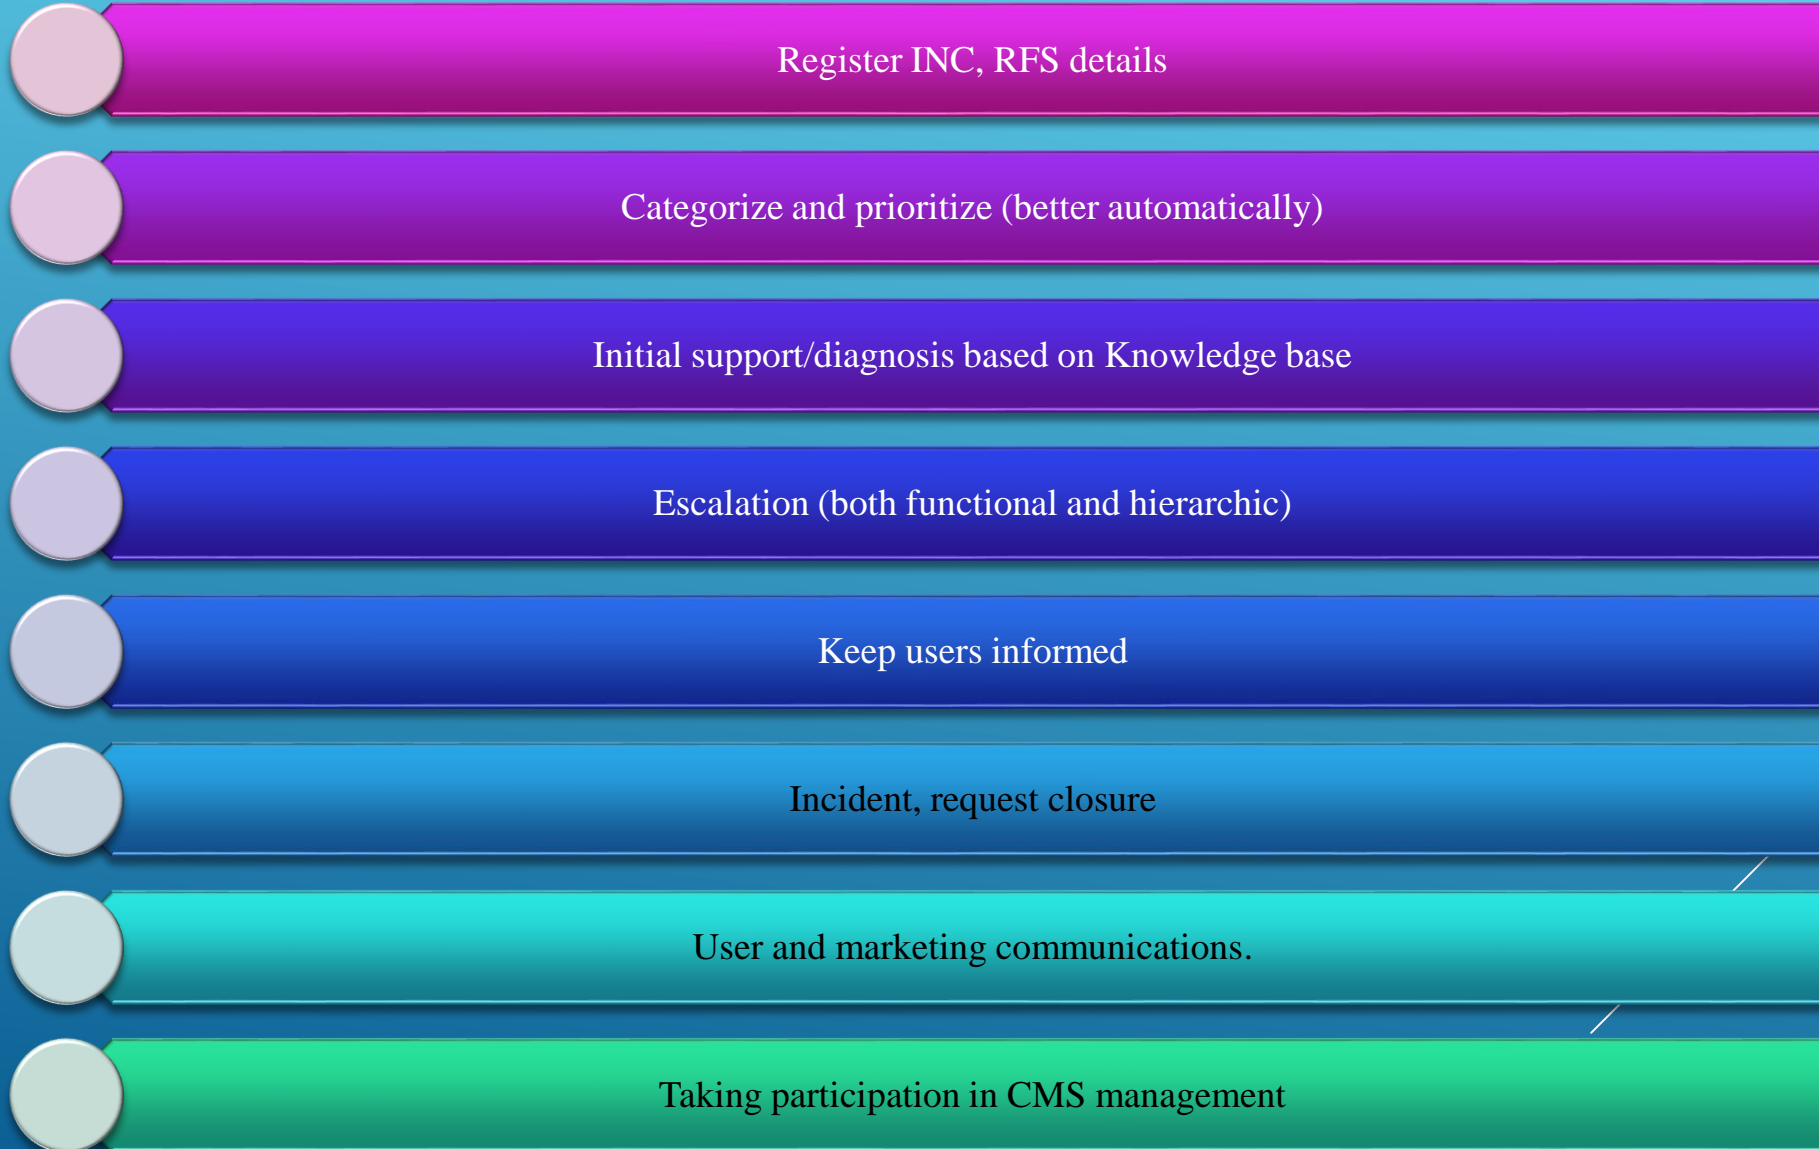 Register INC, RFS details
Categorize and prioritize (better automatically)
Initial support/diagnosis based on Knowledge base
Escalation (both functional and hierarchic)
Keep users informed
Incident, request closure
User and marketing communications.
Taking participation in CMS management